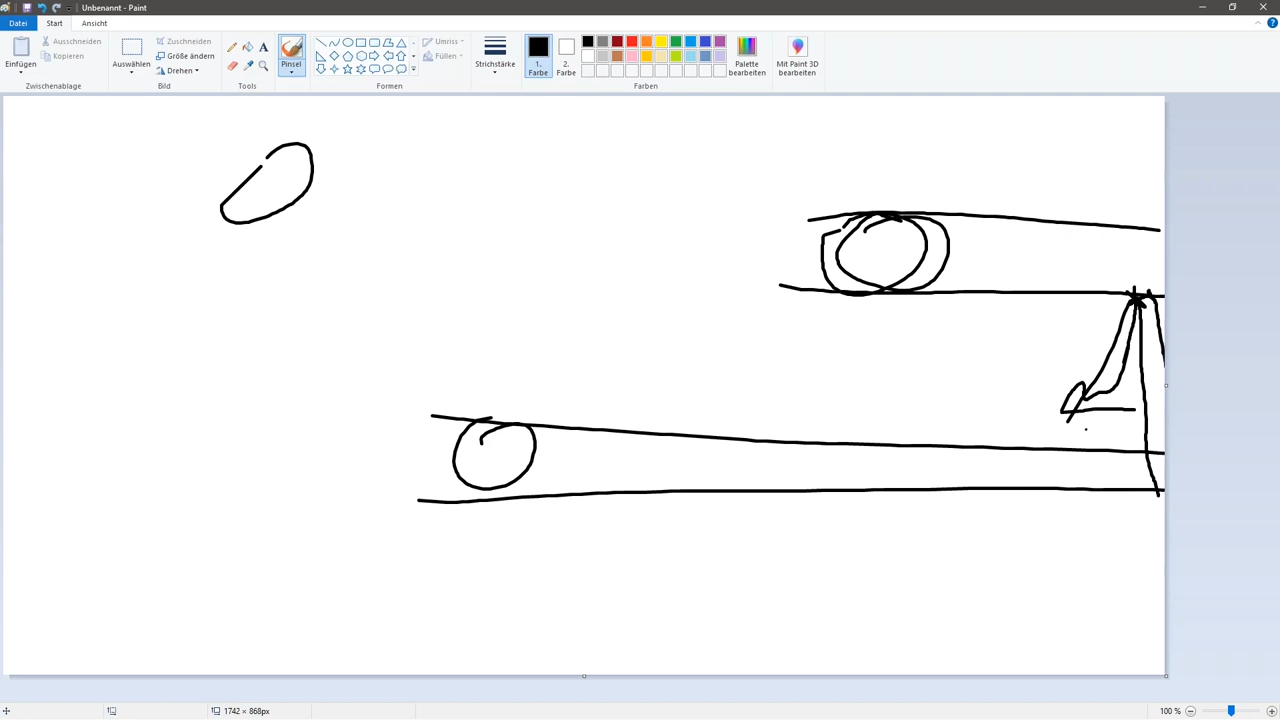 Unbenannt - Paint
Datei Start Ansicht
Einfügen
Ausschneiden
Kopieren
Zwischenablage
Auswählen
Zuschneiden
Größe ändern
Drehen
Bild
A
Tools
Pinsel
Umriss
Füllen
Formen
Strichstärke
1.
Farbe
2.
Farbe
Palette
bearbeiten
Farben
Mit Paint 3D
bearbeiten
1742 × 868px
100 %